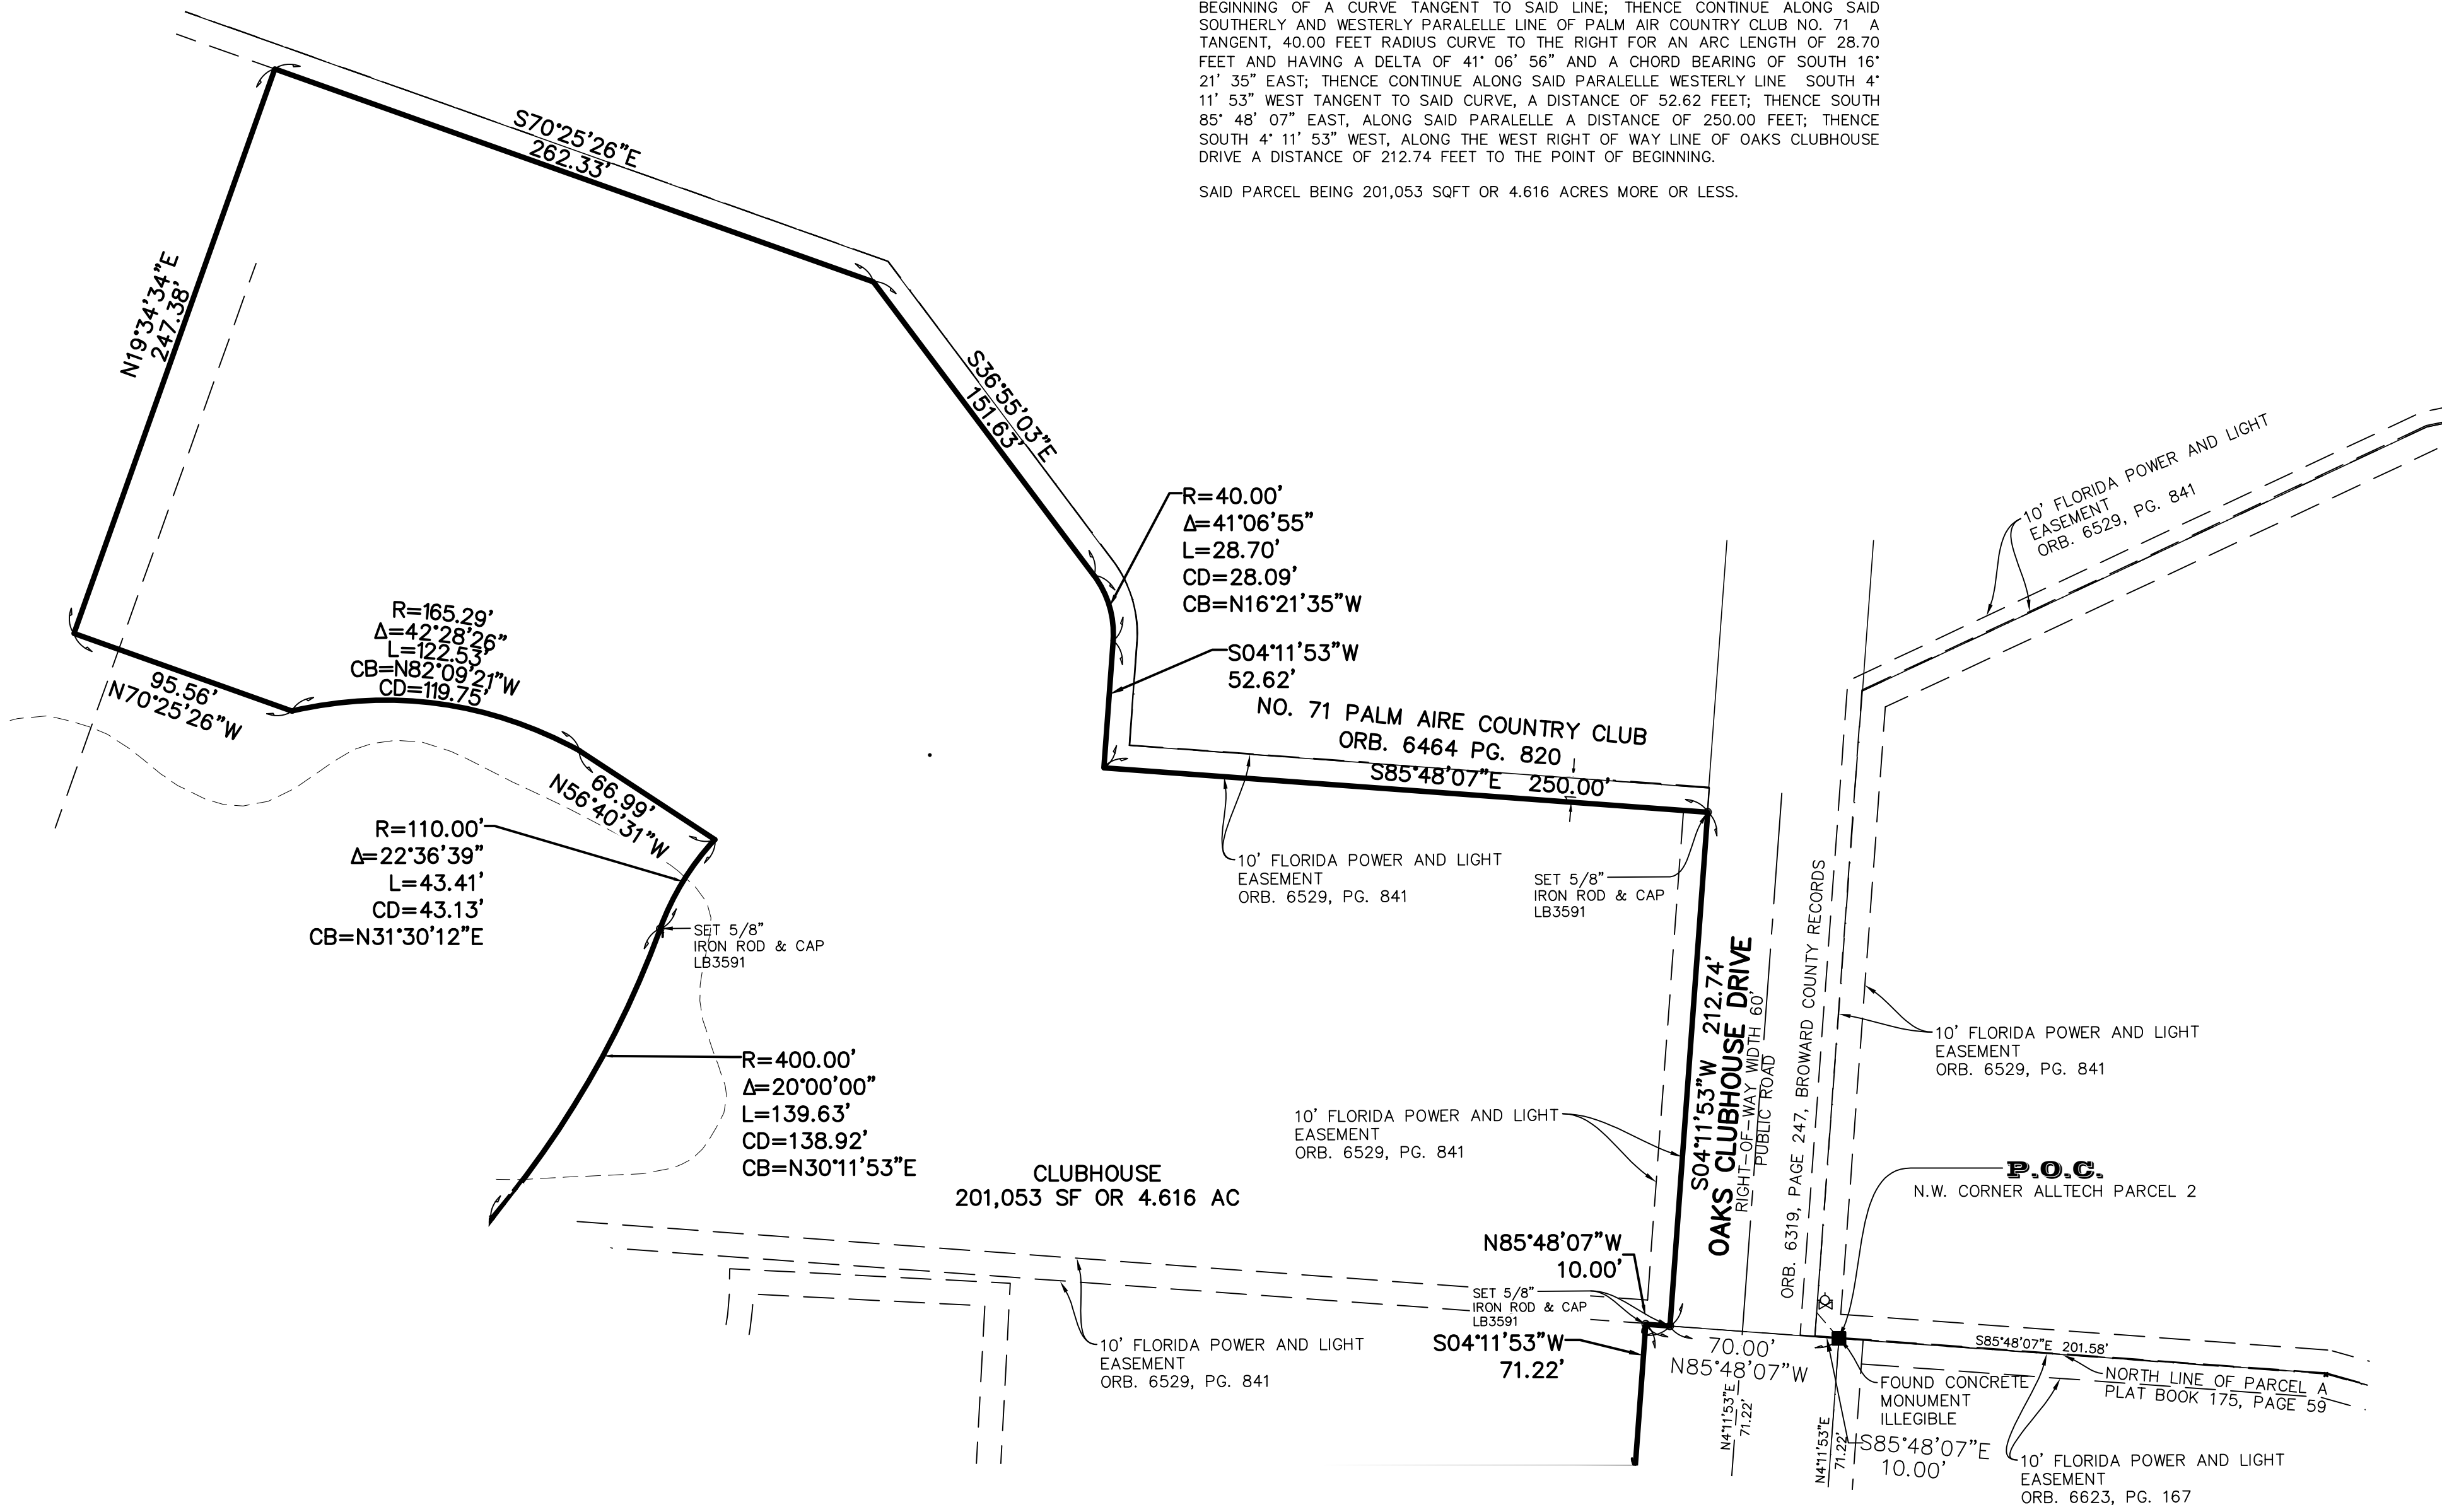 BEGINNING OF A CURVE TANGENT TO SAID LINE; THENCE CONTINUE ALONG SAID
SOUTHERLY AND WESTERLY PARALELLE LINE OF PALM AIR COUNTRY CLUB NO. 71 A
TANGENT, 40.00 FEET RADIUS CURVE TO THE RIGHT FOR AN ARC LENGTH OF 28.70
FEET AND HAVING A DELTA OF 41° 06' 56" AND A CHORD BEARING OF SOUTH 16°
21' 35" EAST; THENCE CONTINUE ALONG SAID PARALELLE WESTERLY LINE SOUTH 4°
11' 53" WEST TANGENT TO SAID CURVE, A DISTANCE OF 52.62 FEET; THENCE SOUTH
85° 48' 07" EAST, ALONG SAID PARALELLE A DISTANCE OF 250.00 FEET; THENCE
SOUTH 4° 11' 53" WEST, ALONG THE WEST RIGHT OF WAY LINE OF OAKS CLUBHOUSE
DRIVE A DISTANCE OF 212.74 FEET TO THE POINT OF BEGINNING.
SAID PARCEL BEING 201,053 SQFT OR 4.616 ACRES MORE OR LESS.
S70°25'26"E
262.33'
N19°34'34"E
247.38'
S36°55'03"E
151.63'
R=40.00'
Δ=41°06'55"
L=28.70'
CD=28.09'
CB=N16°21'35"W
10' FLORIDA POWER AND LIGHT
EASEMENT
ORB. 6529, PG. 841
R=165.29'
Δ=42°28'26"
L=122.53'
CB=N82°09'21"W
CD=119.75'
S04°11'53"W
52.62'
95.56'
N70°25'26"W
NO. 71 PALM AIRE COUNTRY CLUB
ORB. 6464 PG. 820
S85°48'07"E 250.00'
66.99'
N56°40'31"W
R=110.00'
Δ=22°36'39"
L=43.41'
CD=43.13'
CB=N31°30'12"E
10' FLORIDA POWER AND LIGHT
EASEMENT
ORB. 6529, PG. 841
SET 5/8"
IRON ROD & CAP
LB3591
SET 5/8"
IRON ROD & CAP
LB3591
S04°11'53"W 212.74'
OAKS CLUBHOUSE DRIVE
RIGHT-OF-WAY WIDTH 60'
PUBLIC ROAD
ORB. 6319, PAGE 247, BROWARD COUNTY RECORDS
10' FLORIDA POWER AND LIGHT
EASEMENT
ORB. 6529, PG. 841
R=400.00'
Δ=20°00'00"
L=139.63'
CD=138.92'
CB=N30°11'53"E
10' FLORIDA POWER AND LIGHT
EASEMENT
ORB. 6529, PG. 841
CLUBHOUSE
201,053 SF OR 4.616 AC
P.O.C.
N.W. CORNER ALLTECH PARCEL 2
N85°48'07"W
10.00'
SET 5/8"
IRON ROD & CAP
LB3591
S04°11'53"W
71.22'
10' FLORIDA POWER AND LIGHT
EASEMENT
ORB. 6529, PG. 841
70.00'
N85°48'07"W
N4°11'53"E
71.22'
N4°11'53"E
71.22'
S85°48'07"E 201.58'
NORTH LINE OF PARCEL A
PLAT BOOK 175, PAGE 59
FOUND CONCRETE
MONUMENT
ILLEGIBLE
S85°48'07"E
10.00'
10' FLORIDA POWER AND LIGHT
EASEMENT
ORB. 6623, PG. 167